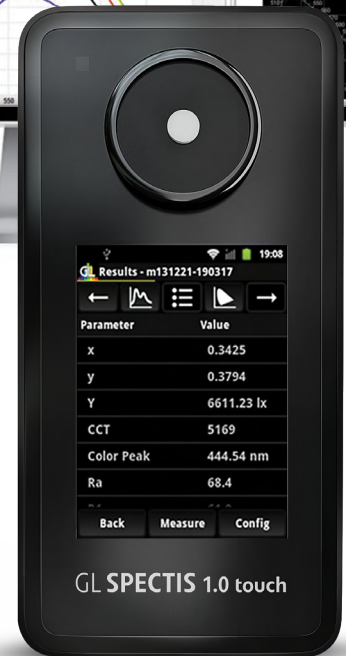 550
19:08
GL Results - m131221-190317
Parameter Value
x 0.3425
y 0.3794
Y 6611.23 lx
CCT 5169
Color Peak 444.54 nm
Ra 68.4
Back Measure Config
GL SPECTIS 1.0 touch